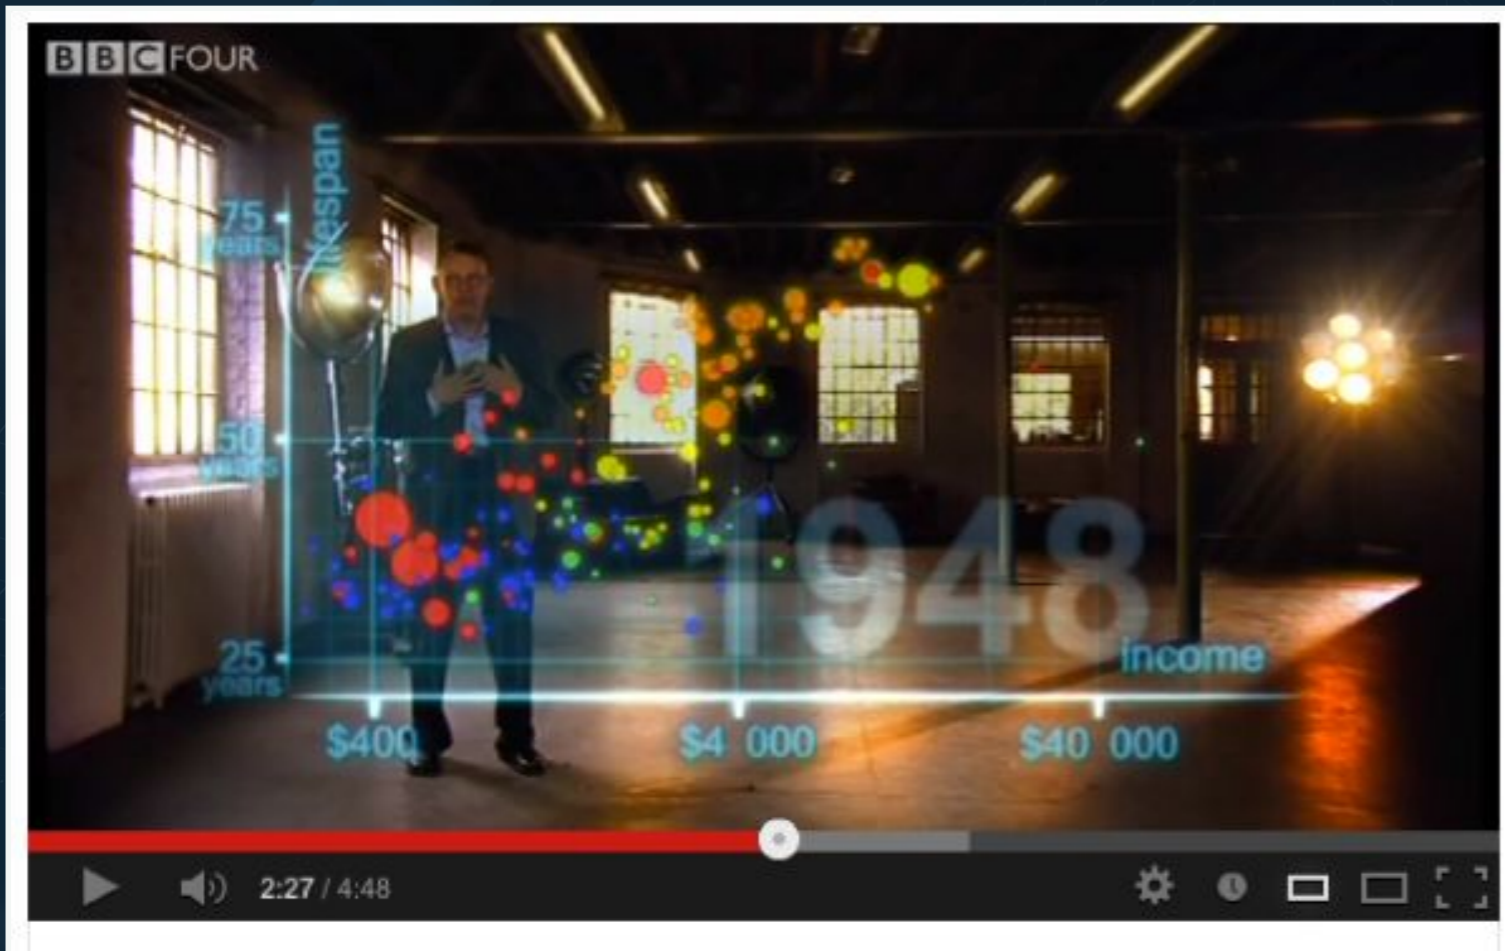 BBC FOUR
lifespan
75
years
50
years
1948
25
years
income
$400
$4 000
$40 000
2:27 / 4:48